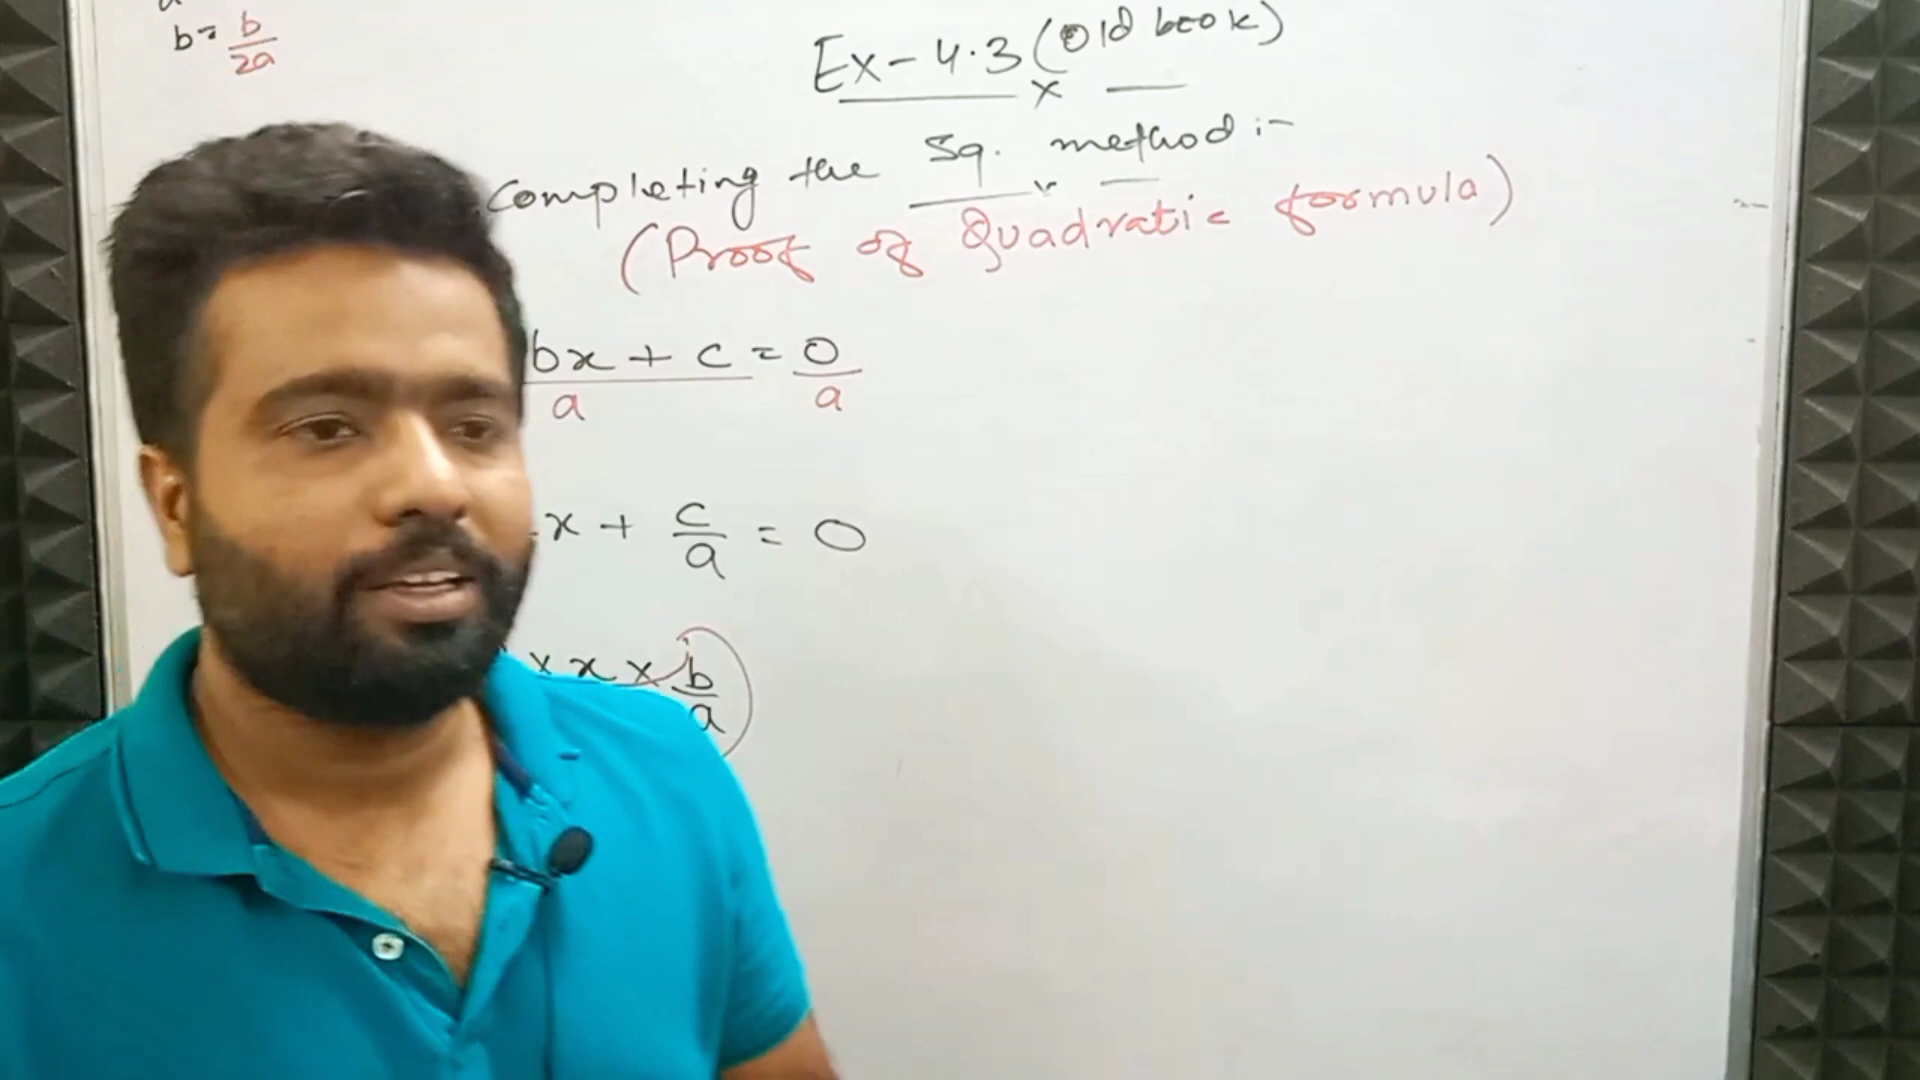 b = b/2a
Ex - 4.3 (Old book)
Completing the Sq. method :-
(Proof of Quadratic formula)
bx + c = 0
a a
x + c/a = 0
x x x b/a